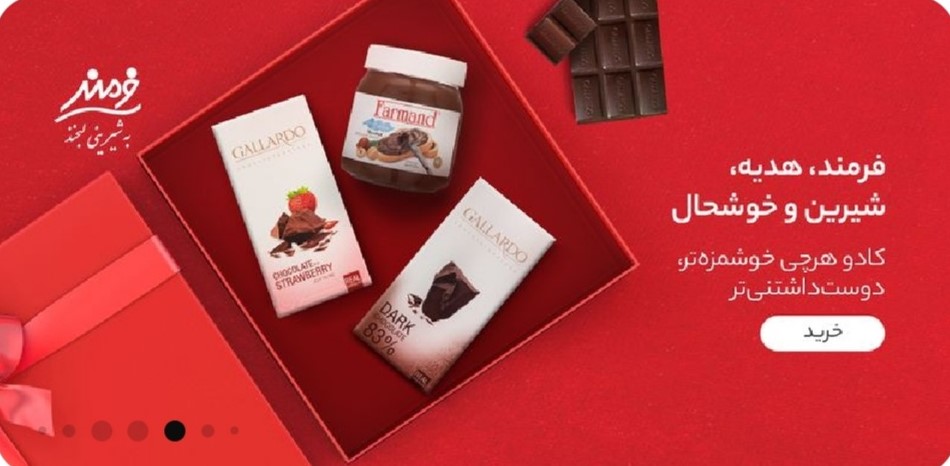 فرمند
به شیرینی لبخند
GALLARDO
CHOCOLATE
STRAWBERRY
Farmand
GALLARDO
DARK
CHOCOLATE
83%
فرمند، هدیه،
شیرین و خوشحال
کادو هرچی خوشمزه‌تر،
دوست‌داشتنی‌تر
خرید